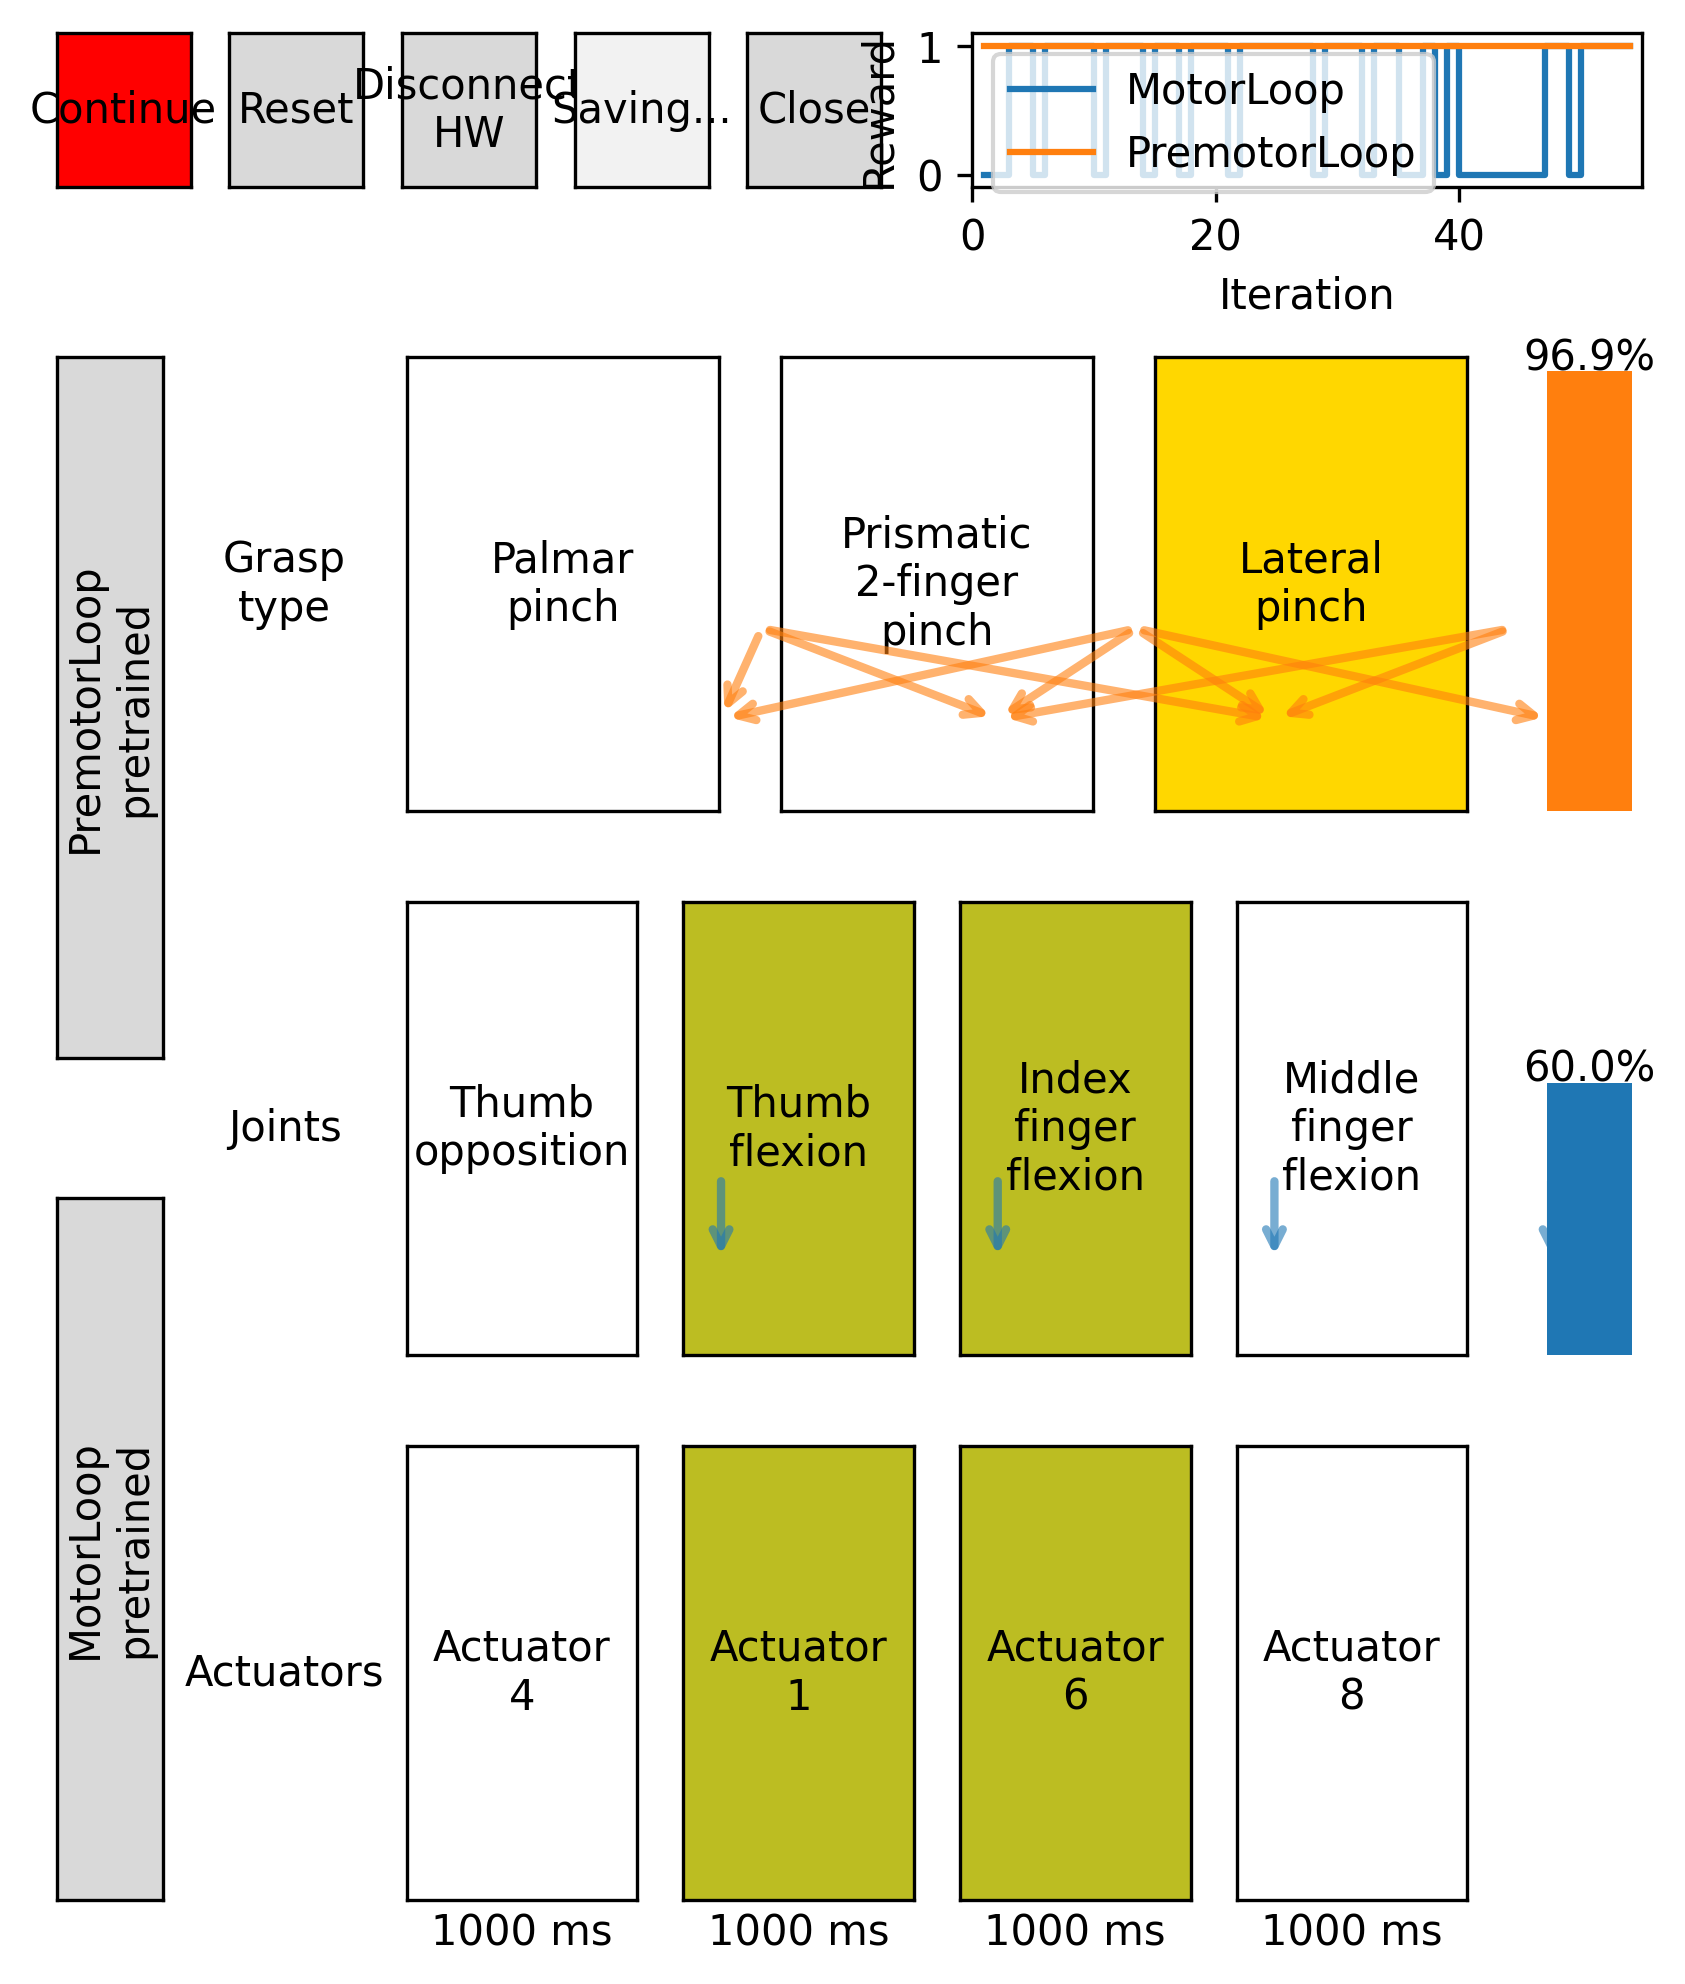 Continue
Reset
Disconnect
HW
Saving...
Close
Reward
1
0
MotorLoop
PremotorLoop
0
20
40
Iteration
PremotorLoop
pretrained
Grasp
type
Palmar
pinch
Prismatic
2-finger
pinch
Lateral
pinch
96.9%
Joints
Thumb
opposition
Thumb
flexion
Index
finger
flexion
Middle
finger
flexion
60.0%
MotorLoop
pretrained
Actuators
Actuator
4
Actuator
1
Actuator
6
Actuator
8
1000 ms
1000 ms
1000 ms
1000 ms